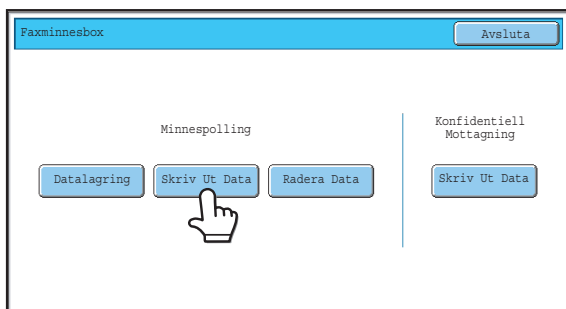 Faxminnesbox
Avsluta
Minnespolling
Datalagring
Skriv Ut Data
Radera Data
Konfidentiell
Mottagning
Skriv Ut Data